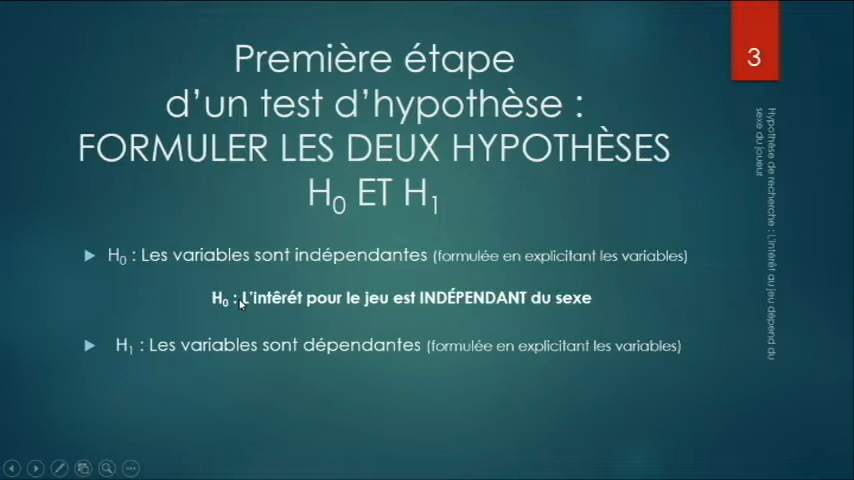 Première étape
d'un test d'hypothèse :
FORMULER LES DEUX HYPOTHÈSES
H₀ ET H₁
3
Hypothèse de recherche : L'intérêt au jeu dépend du
sexe du joueur
H₀ : Les variables sont indépendantes (formulée en explicitant les variables)
H₀ : L'intêrét pour le jeu est INDÉPENDANT du sexe
H₁ : Les variables sont dépendantes (formulée en explicitant les variables)